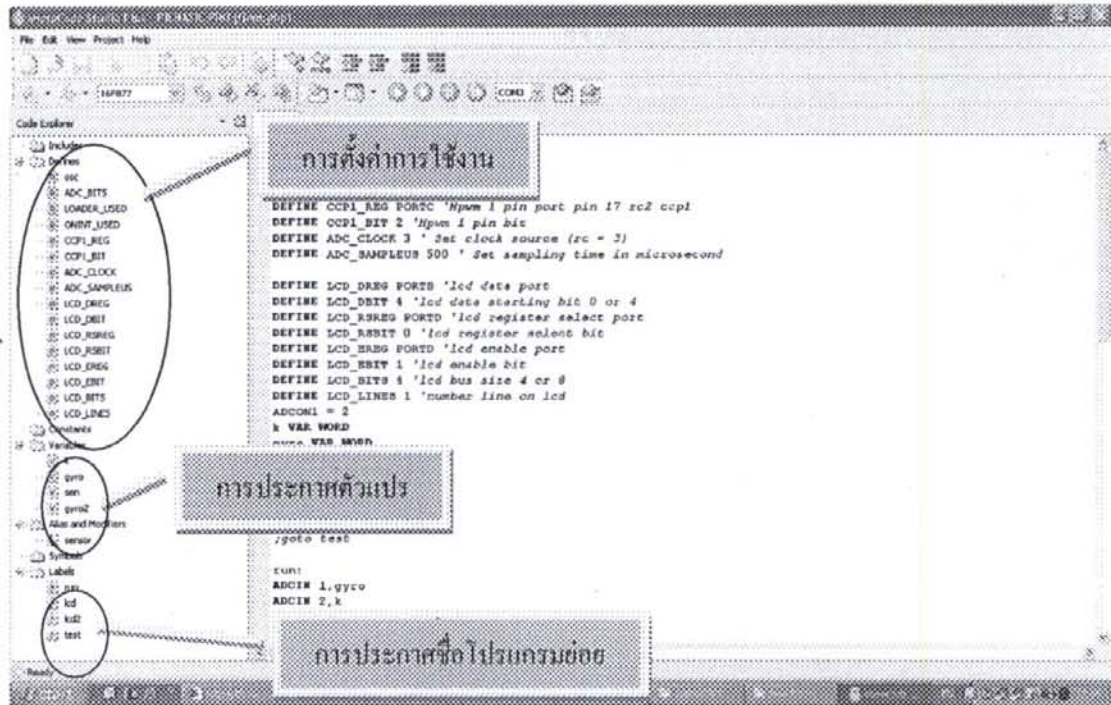 MicroCode Studio Plus - PICBASIC PRO
File Edit View Project Help
16F877
COM3
Code Explorer
Includes
Defines
osc
ADC_BITS
LOADER_USED
ONINT_USED
CCP1_REG
CCP1_BIT
ADC_CLOCK
ADC_SAMPLEUS
LCD_DREG
LCD_DBIT
LCD_RSREG
LCD_RSBIT
LCD_EREG
LCD_EBIT
LCD_BITS
LCD_LINES
Constants
Variables
k
gyro
sen
gyro2
Alias and Modifiers
sensor
Symbols
Labels
run
lcd
lcd2
test
Ready
การตั้งค่าการใช้งาน
DEFINE CCP1_REG PORTC 'Hpwm 1 pin port pin 17 rc2 ccp1
DEFINE CCP1_BIT 2 'Hpwm 1 pin bit
DEFINE ADC_CLOCK 3 ' Set clock source (rc = 3)
DEFINE ADC_SAMPLEUS 500 ' Set sampling time in microsecond
DEFINE LCD_DREG PORTB 'lcd data port
DEFINE LCD_DBIT 4 'lcd data starting bit 0 or 4
DEFINE LCD_RSREG PORTD 'lcd register select port
DEFINE LCD_RSBIT 0 'lcd register select bit
DEFINE LCD_EREG PORTD 'lcd enable port
DEFINE LCD_EBIT 1 'lcd enable bit
DEFINE LCD_BITS 4 'lcd bus size 4 or 8
DEFINE LCD_LINES 1 'number line on lcd
ADCON1 = 2
k VAR WORD
gyro VAR WORD
การประกาศตัวแปร
;goto test
run:
ADCIN 1,gyro
ADCIN 2,k
การประกาศชื่อโปรแกรมย่อย